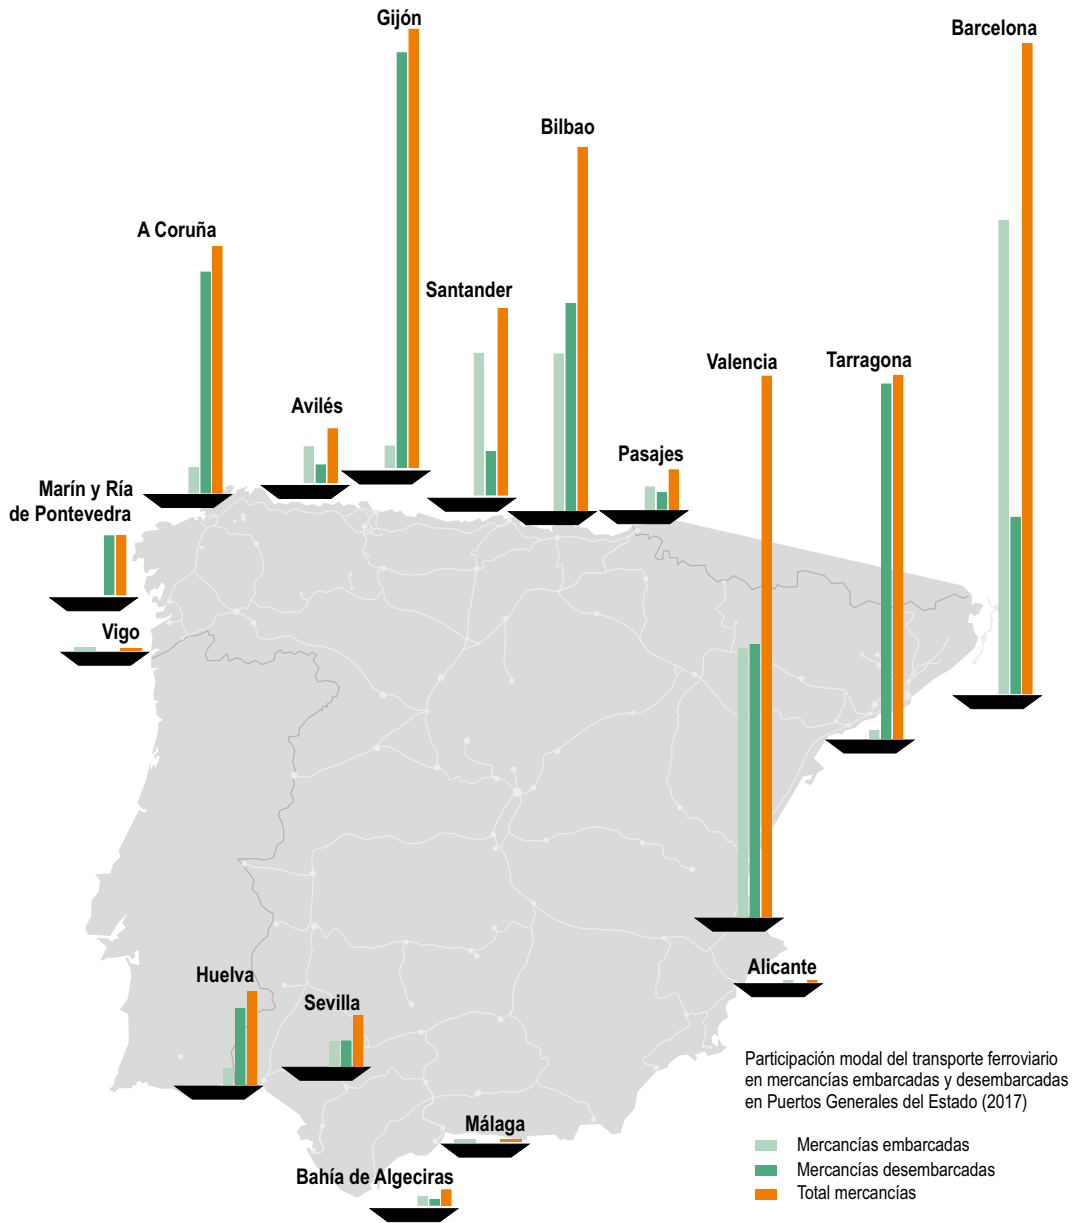 Gijón
Barcelona
Bilbao
A Coruña
Santander
Valencia
Tarragona
Avilés
Pasajes
Marín y Ría
de Pontevedra
Vigo
Alicante
Huelva
Sevilla
Málaga
Bahía de Algeciras
Participación modal del transporte ferroviario
en mercancías embarcadas y desembarcadas
en Puertos Generales del Estado (2017)
Mercancías embarcadas
Mercancías desembarcadas
Total mercancías